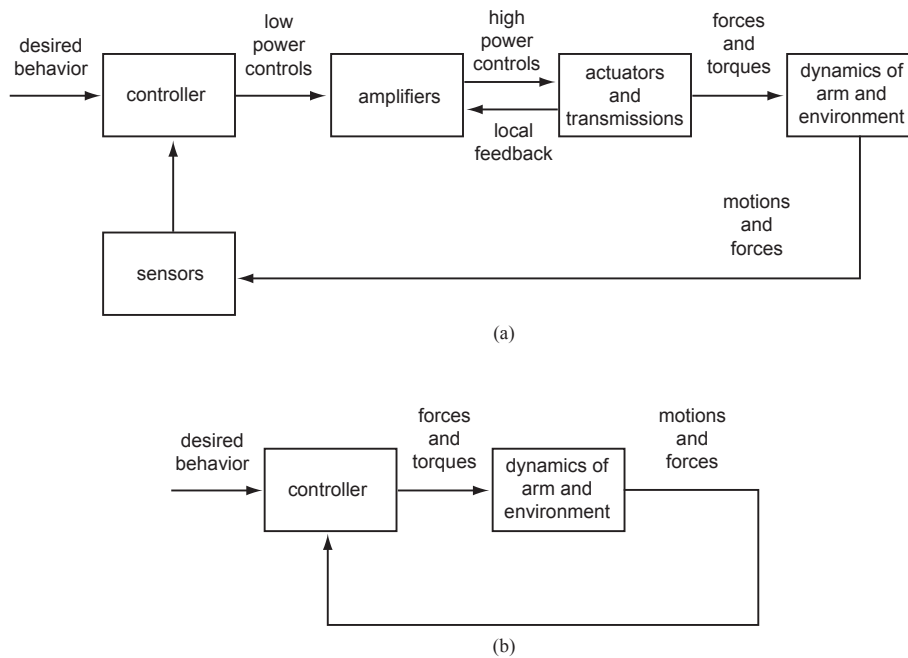 desired
behavior
controller
low
power
controls
amplifiers
high
power
controls
local
feedback
actuators
and
transmissions
forces
and
torques
dynamics of
arm and
environment
motions
and
forces
sensors
(a)
desired
behavior
controller
forces
and
torques
dynamics of
arm and
environment
motions
and
forces
(b)